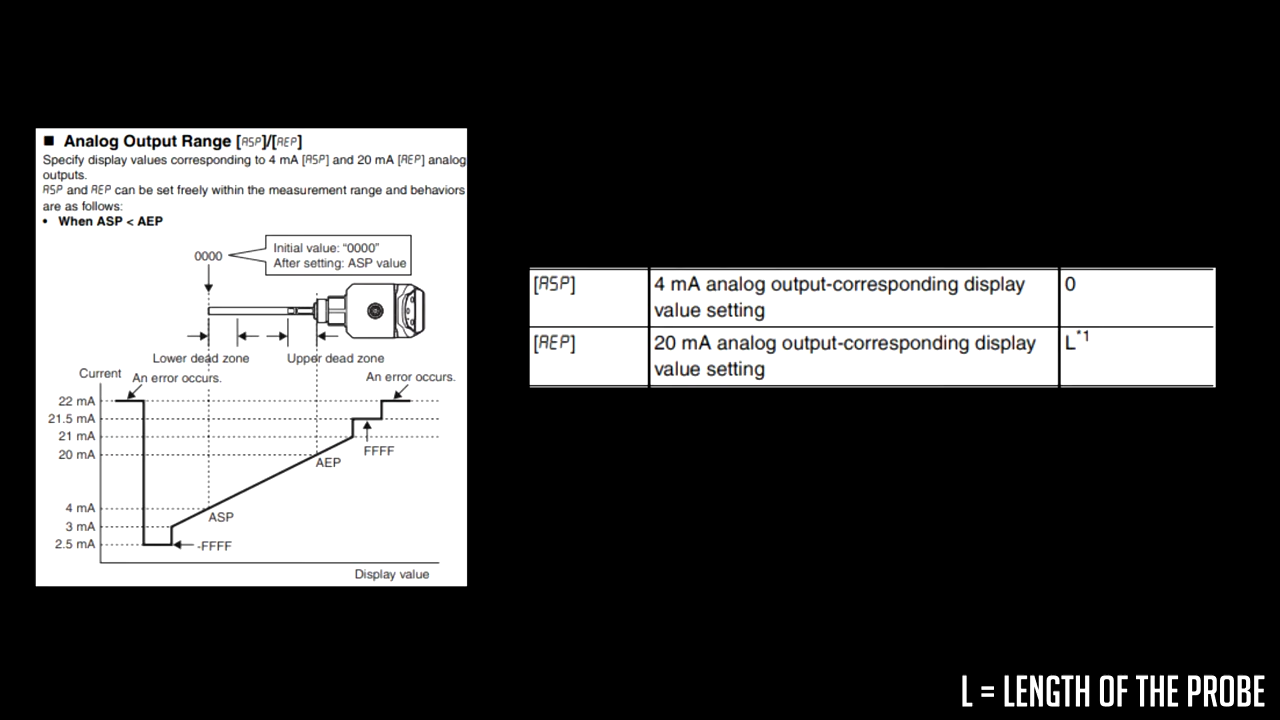 ■ Analog Output Range [ASP]/[AEP]
Specify display values corresponding to 4 mA [ASP] and 20 mA [AEP] analog
outputs.
ASP and AEP can be set freely within the measurement range and behaviors
are as follows:
• When ASP < AEP
0000
Initial value: “0000”
After setting: ASP value
Lower dead zone
Upper dead zone
Current
An error occurs.
An error occurs.
22 mA
21.5 mA
21 mA
20 mA
FFFF
AEP
4 mA
ASP
3 mA
2.5 mA
-FFFF
Display value
[ASP] 4 mA analog output-corresponding display 0
value setting
[AEP] 20 mA analog output-corresponding display L*1
value setting
L = LENGTH OF THE PROBE